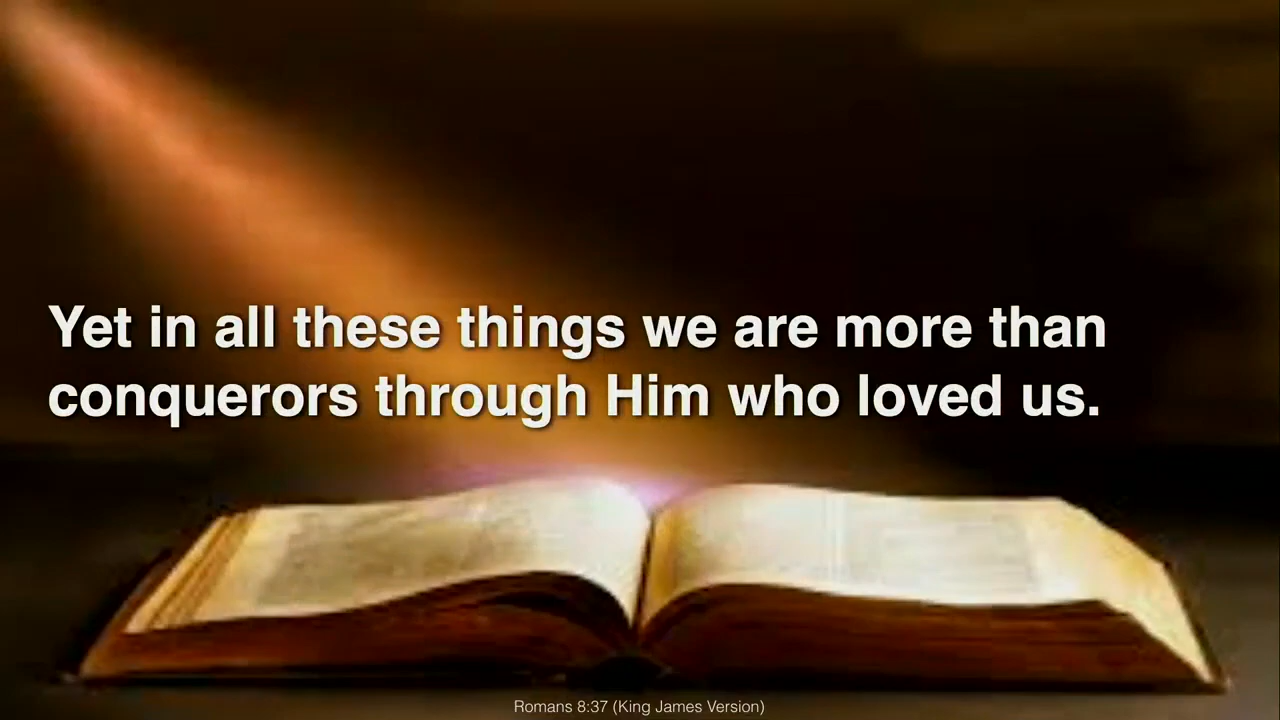 Yet in all these things we are more than
conquerors through Him who loved us.
Romans 8:37 (King James Version)